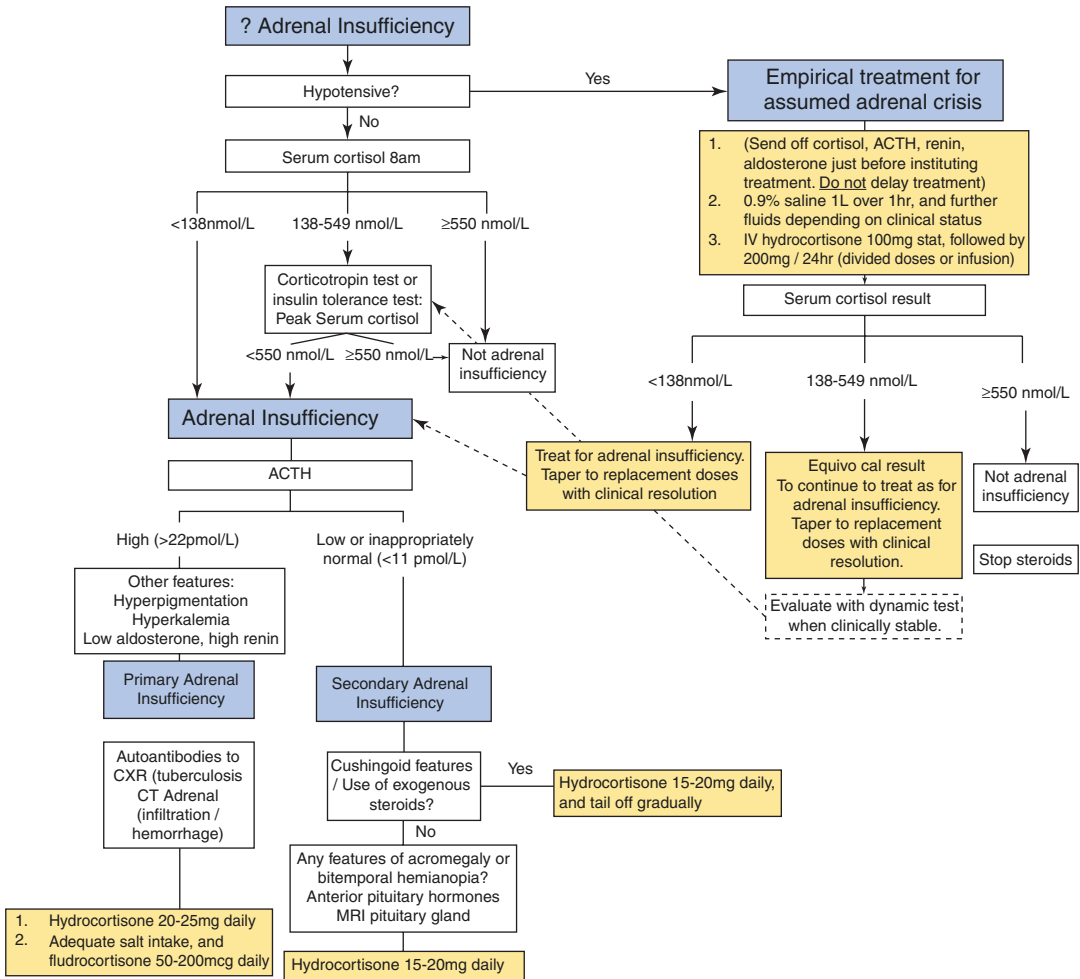 ? Adrenal Insufficiency
Hypotensive?
Yes
No
Serum cortisol 8am
<138nmol/L
138-549 nmol/L
≥550 nmol/L
Corticotropin test or
insulin tolerance test:
Peak Serum cortisol
<550 nmol/L
≥550 nmol/L
Not adrenal
insufficiency
Adrenal Insufficiency
ACTH
High (>22pmol/L)
Low or inappropriately
normal (<11 pmol/L)
Other features:
Hyperpigmentation
Hyperkalemia
Low aldosterone, high renin
Primary Adrenal
Insufficiency
Autoantibodies to
CXR (tuberculosis
CT Adrenal
(infiltration /
hemorrhage)
1. Hydrocortisone 20-25mg daily
2. Adequate salt intake, and
fludrocortisone 50-200mcg daily
Secondary Adrenal
Insufficiency
Cushingoid features
/ Use of exogenous
steroids?
Yes
Hydrocortisone 15-20mg daily,
and tail off gradually
No
Any features of acromegaly or
bitemporal hemianopia?
Anterior pituitary hormones
MRI pituitary gland
Hydrocortisone 15-20mg daily
Empirical treatment for
assumed adrenal crisis
1. (Send off cortisol, ACTH, renin,
aldosterone just before instituting
treatment. Do not delay treatment)
2. 0.9% saline 1L over 1hr, and further
fluids depending on clinical status
3. IV hydrocortisone 100mg stat, followed by
200mg / 24hr (divided doses or infusion)
Serum cortisol result
<138nmol/L
138-549 nmol/L
≥550 nmol/L
Treat for adrenal insufficiency.
Taper to replacement doses
with clinical resolution
Equivo cal result
To continue to treat as for
adrenal insufficiency.
Taper to replacement
doses with clinical
resolution.
Evaluate with dynamic test
when clinically stable.
Not adrenal
insufficiency
Stop steroids